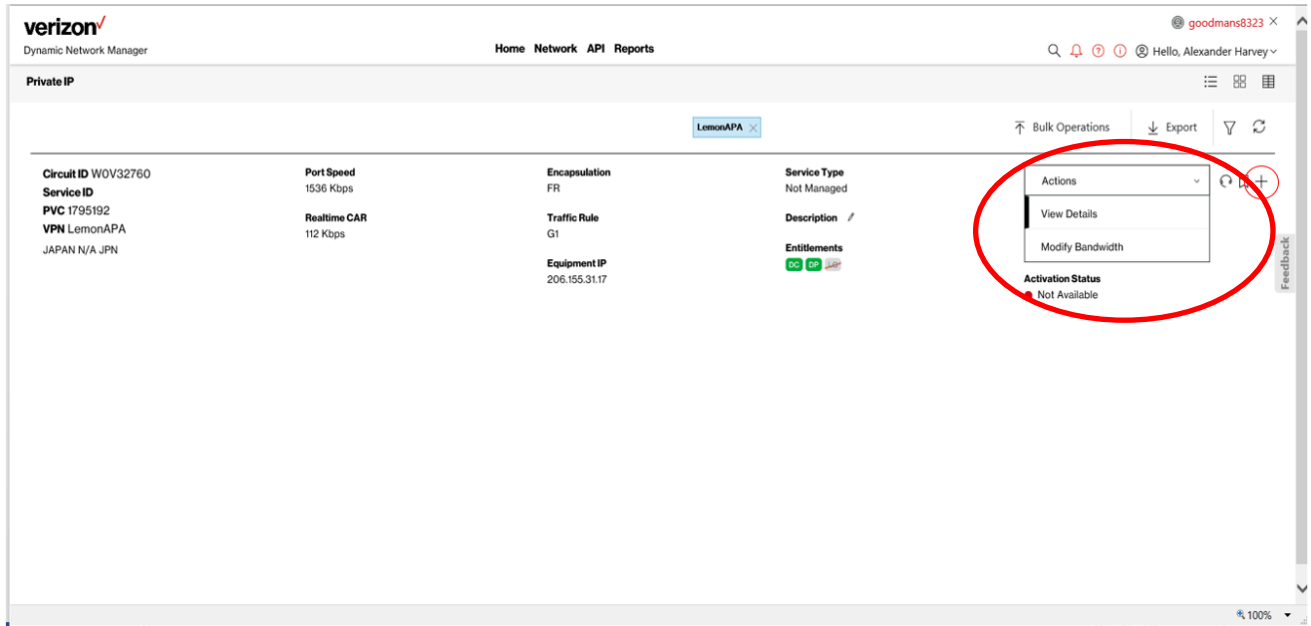 verizon
goodmans8323
Dynamic Network Manager
Home Network API Reports
Hello, Alexander Harvey
Private IP
LemonAPA
Bulk Operations
Export
Circuit ID W0V32760
Service ID
PVC 1795192
VPN LemonAPA
JAPAN N/A JPN
Port Speed
1536 Kbps
Realtime CAR
112 Kbps
Encapsulation
FR
Traffic Rule
G1
Equipment IP
206.155.31.17
Service Type
Not Managed
Description
Entitlements
DC DP
Actions
View Details
Modify Bandwidth
Activation Status
Not Available
Feedback
100%